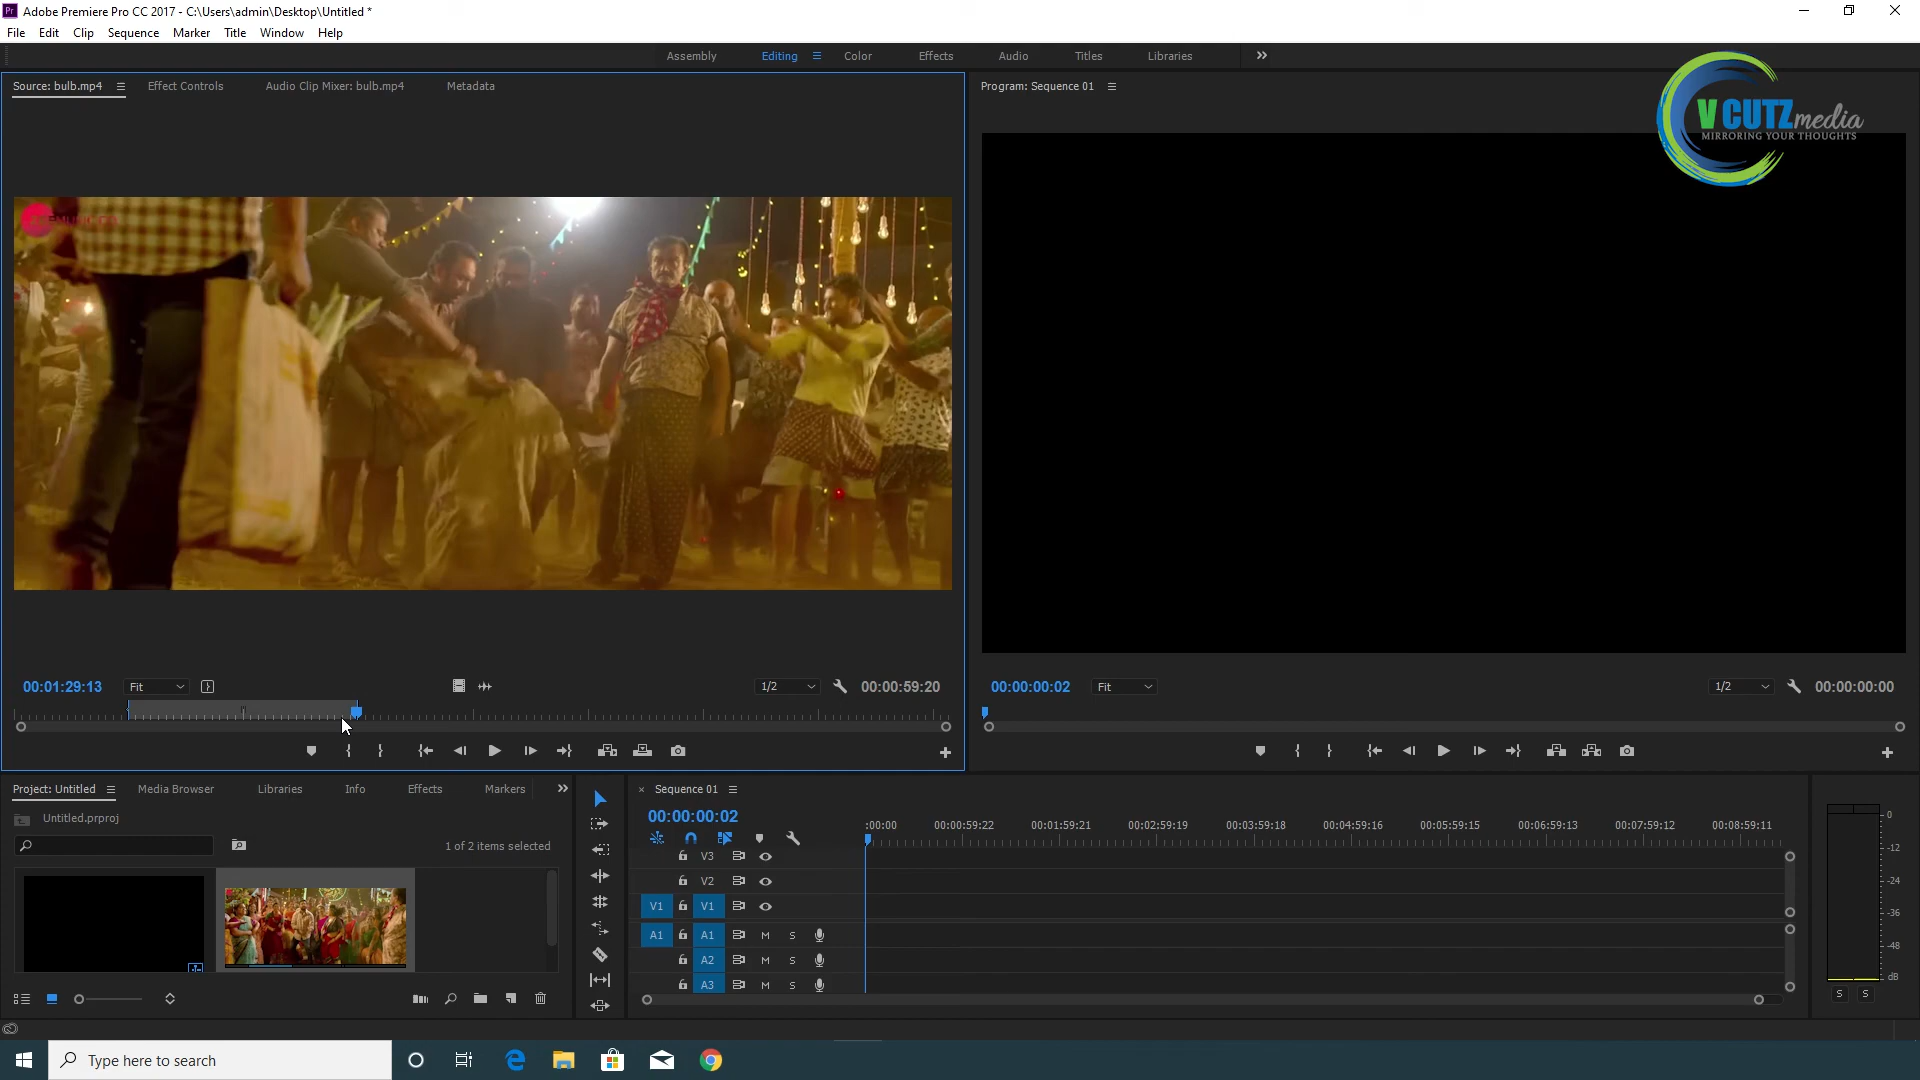 Adobe Premiere Pro CC 2017 - C:\Users\admin\Desktop\Untitled *
File Edit Clip Sequence Marker Title Window Help
Assembly Editing Color Effects Audio Titles Libraries
V CUTZmedia
MIRRORING YOUR THOUGHTS
Source: bulb.mp4 Effect Controls Audio Clip Mixer: bulb.mp4 Metadata
Program: Sequence 01
00:01:29:13 Fit 1/2 00:00:59:20
00:00:00:02 Fit 1/2 00:00:00:00
Project: Untitled Media Browser Libraries Info Effects Markers
Untitled.prproj
1 of 2 items selected
× Sequence 01
00:00:00:02
:00:00 00:00:59:22 00:01:59:21 00:02:59:19 00:03:59:18 00:04:59:16 00:05:59:15 00:06:59:13 00:07:59:12 00:08:59:11
V3
V2
V1 V1
A1 A1 M S
A2 M S
A3 M S
0
-12
-24
-36
-48
dB
S S
Type here to search